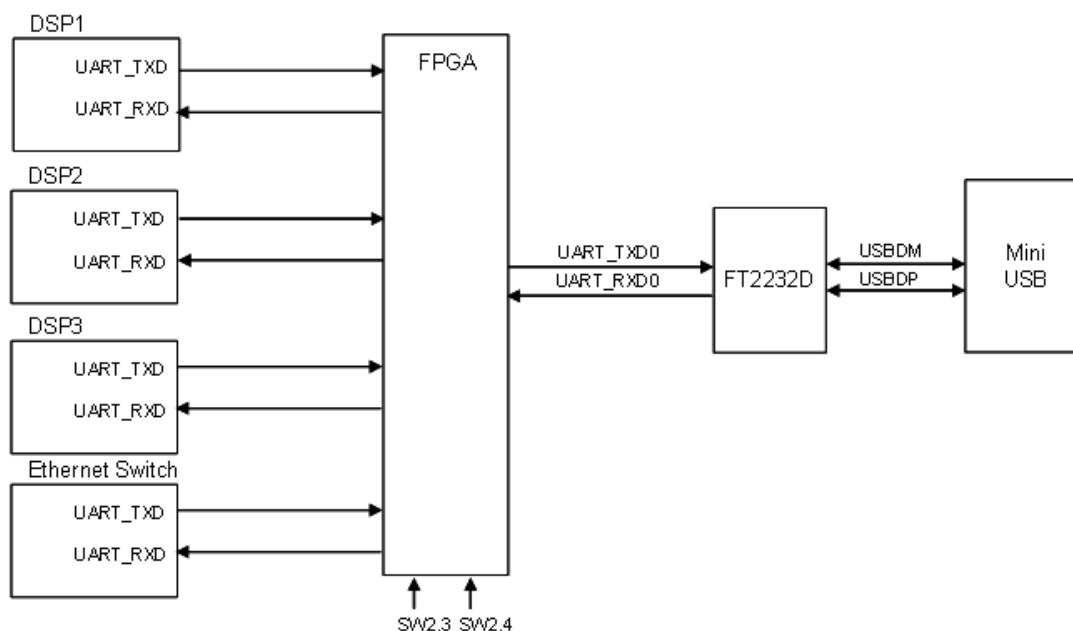 DSP1
UART_TXD
UART_RXD
DSP2
UART_TXD
UART_RXD
DSP3
UART_TXD
UART_RXD
Ethernet Switch
UART_TXD
UART_RXD
FPGA
SW2.3
SW2.4
UART_TXD0
UART_RXD0
FT2232D
USBDM
USBDP
Mini
USB